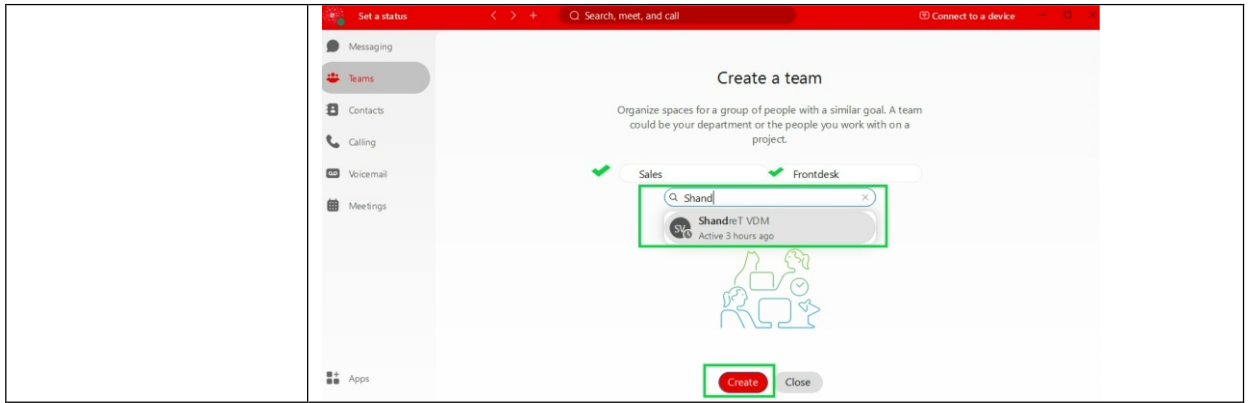 Set a status
Search, meet, and call
Connect to a device
Messaging
Teams
Contacts
Calling
Voicemail
Meetings
Apps
Create a team
Organize spaces for a group of people with a similar goal. A team
could be your department or the people you work with on a
project.
Sales
Frontdesk
Shand
SV
ShandreT VDM
Active 3 hours ago
Create
Close